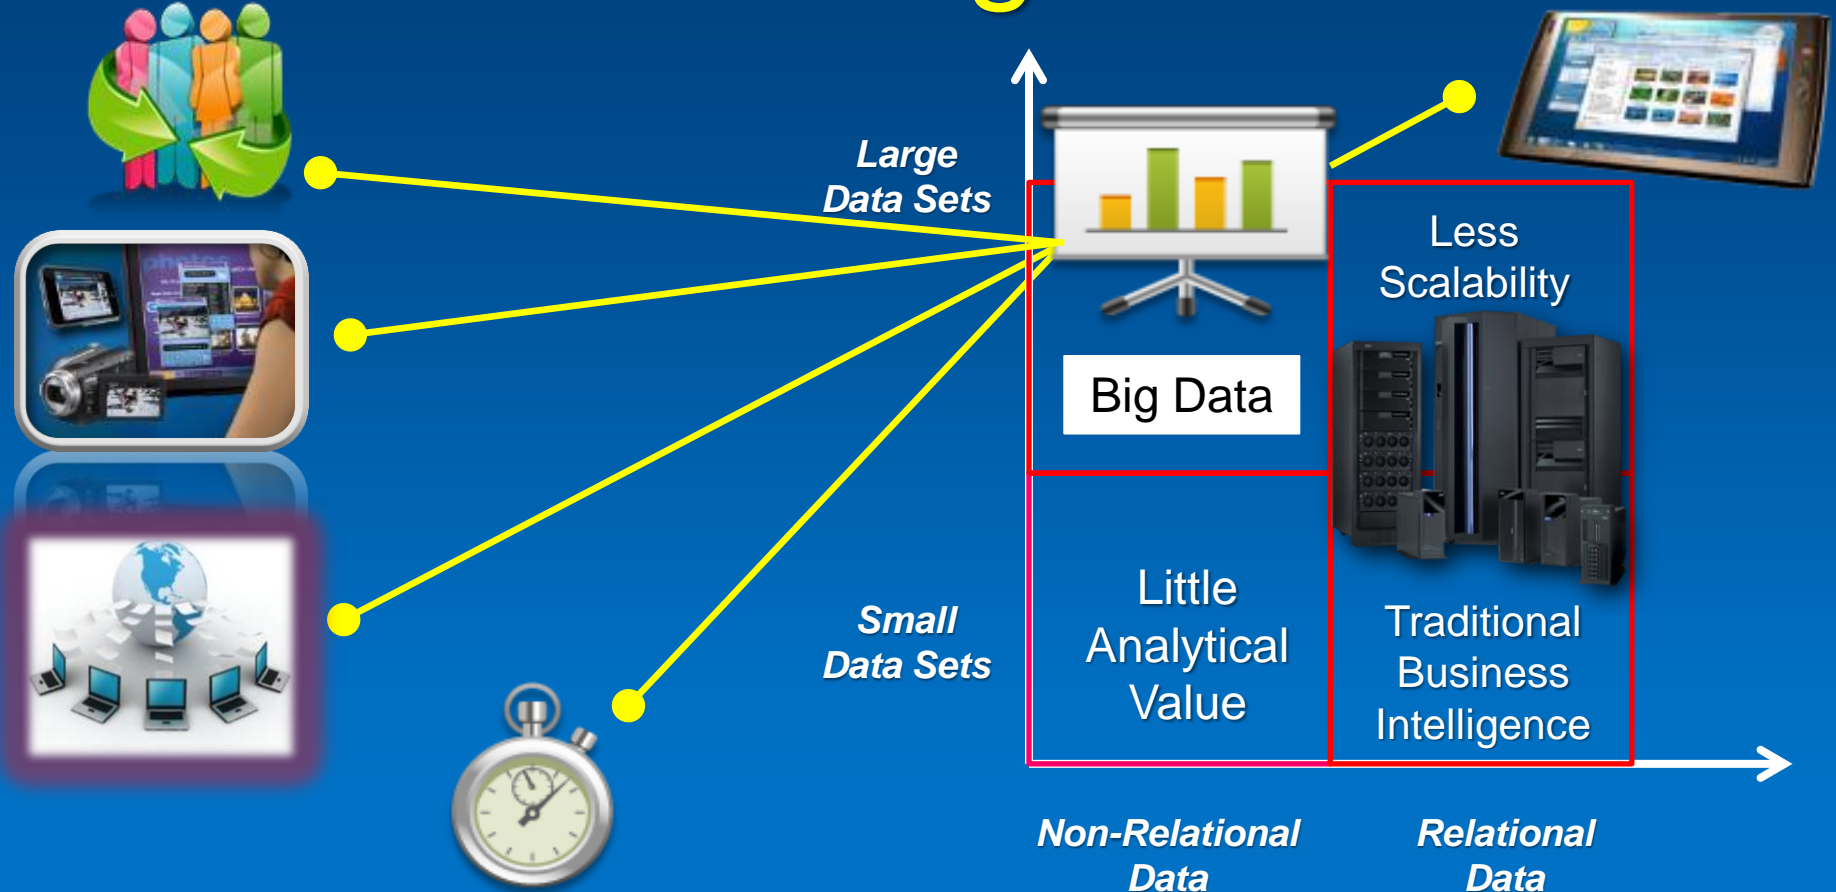 Large
Data Sets
Less
Scalability
Big Data
Small
Data Sets
Little
Analytical
Value
Traditional
Business
Intelligence
Non-Relational
Data
Relational
Data